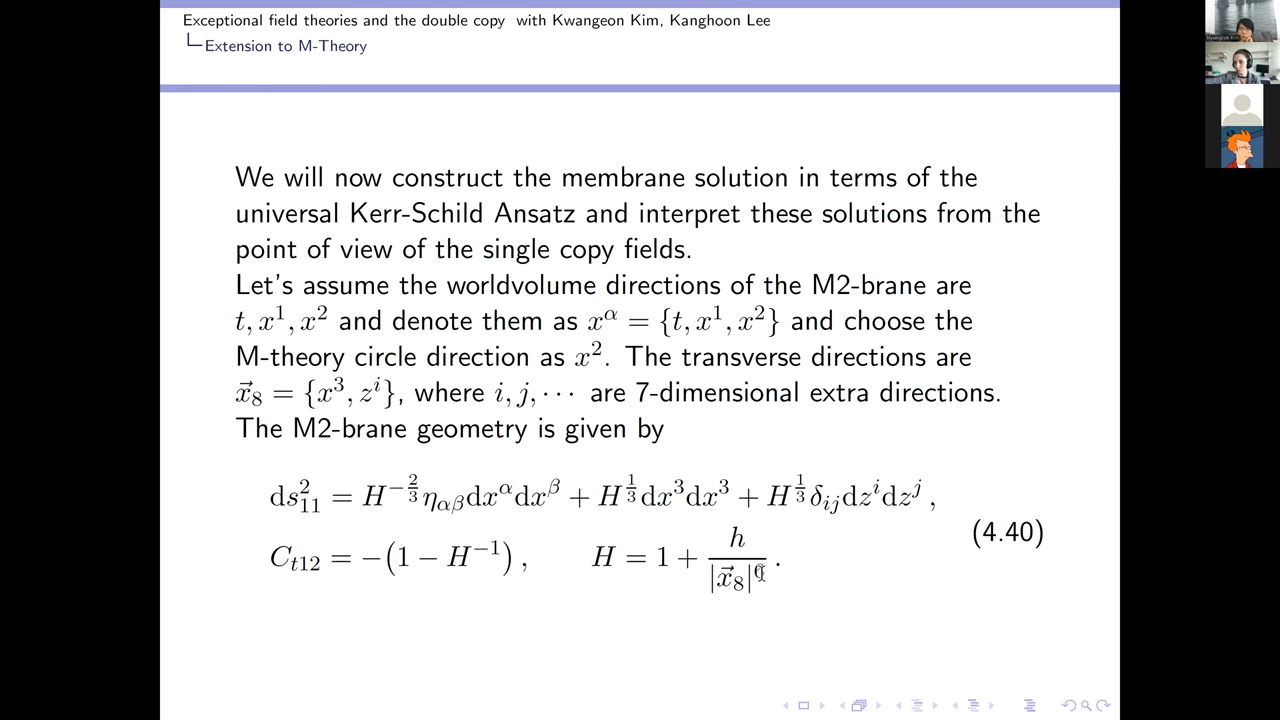 Exceptional field theories and the double copy with Kwangeon Kim, Kanghoon Lee
Extension to M-Theory
We will now construct the membrane solution in terms of the
universal Kerr-Schild Ansatz and interpret these solutions from the
point of view of the single copy fields.
Let's assume the worldvolume directions of the M2-brane are
t, x^1, x^2 and denote them as x^α = {t, x^1, x^2} and choose the
M-theory circle direction as x^2. The transverse directions are
\vec{x}_8 = {x^3, z^i}, where i, j, ⋯ are 7-dimensional extra directions.
The M2-brane geometry is given by
ds^2_{11} = H^{-2/3} η_{αβ} dx^α dx^β + H^{1/3} dx^3 dx^3 + H^{1/3} δ_{ij} dz^i dz^j ,
C_{t12} = -(1 - H^{-1}) , H = 1 + h / |\vec{x}_8|^6 . (4.40)